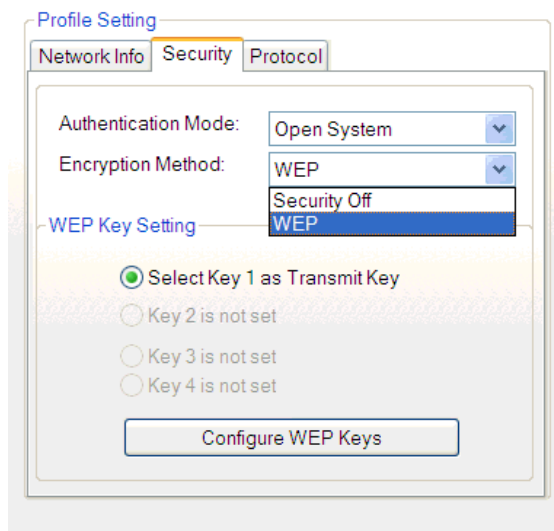 Profile Setting
Network Info Security Protocol
Authentication Mode: Open System
Encryption Method: WEP
Security Off
WEP
WEP Key Setting
Select Key 1 as Transmit Key
Key 2 is not set
Key 3 is not set
Key 4 is not set
Configure WEP Keys